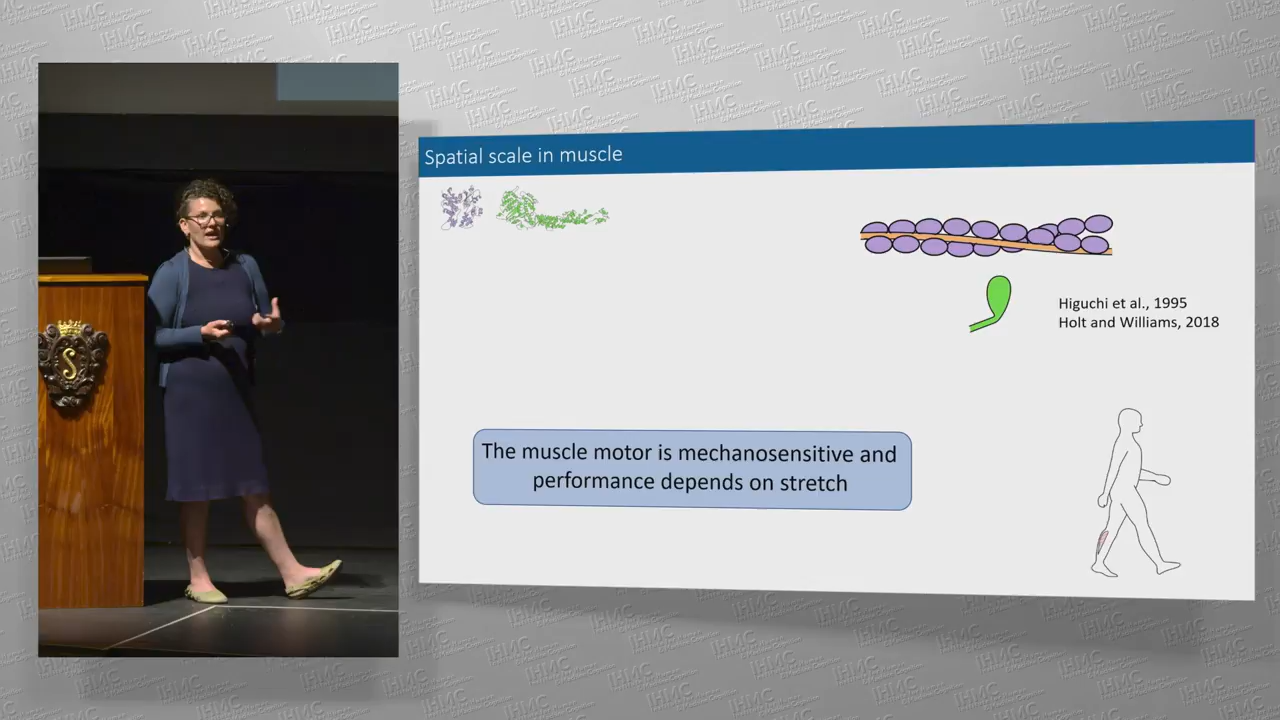 Spatial scale in muscle
Higuchi et al., 1995
Holt and Williams, 2018
The muscle motor is mechanosensitive and
performance depends on stretch
S
IHMC